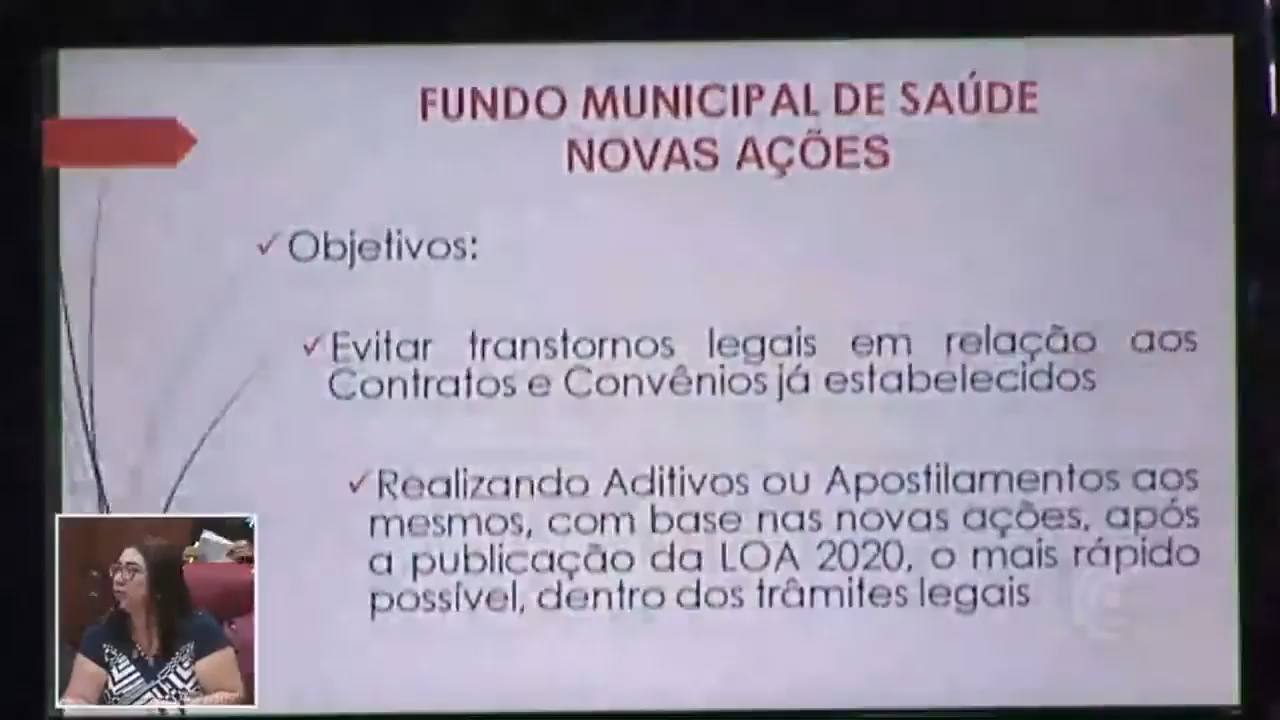 FUNDO MUNICIPAL DE SAÚDE
NOVAS AÇÕES
✓ Objetivos:
✓ Evitar transtornos legais em relação aos
Contratos e Convênios já estabelecidos
✓ Realizando Aditivos ou Apostilamentos aos
mesmos, com base nas novas ações, após
a publicação da LOA 2020, o mais rápido
possível, dentro dos trâmites legais